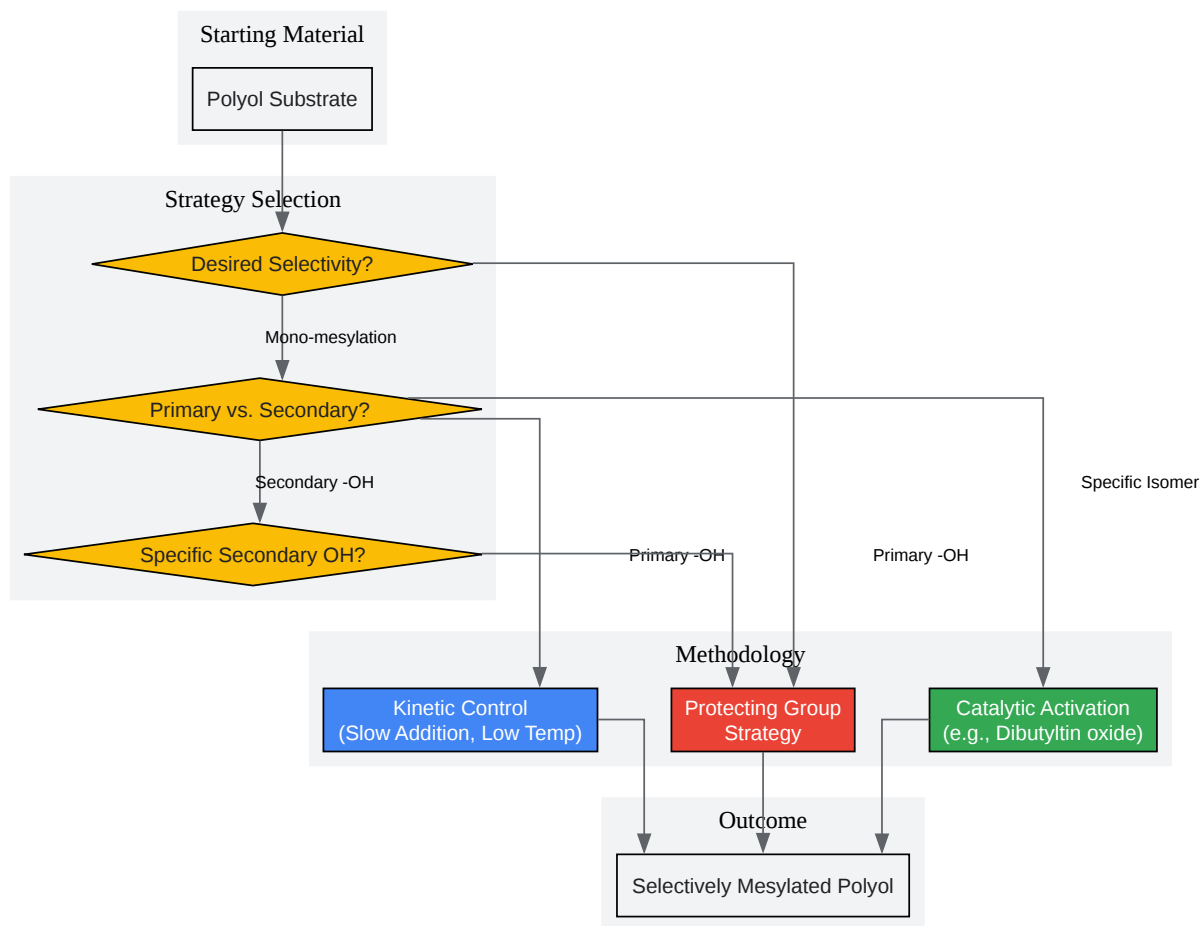 Starting Material
Polyol Substrate
Strategy Selection
Desired Selectivity?
Mono-mesylation
Primary vs. Secondary?
Secondary -OH
Specific Isomer
Specific Secondary OH?
Primary -OH
Primary -OH
Methodology
Kinetic Control
(Slow Addition, Low Temp)
Protecting Group
Strategy
Catalytic Activation
(e.g., Dibutyltin oxide)
Outcome
Selectively Mesylated Polyol